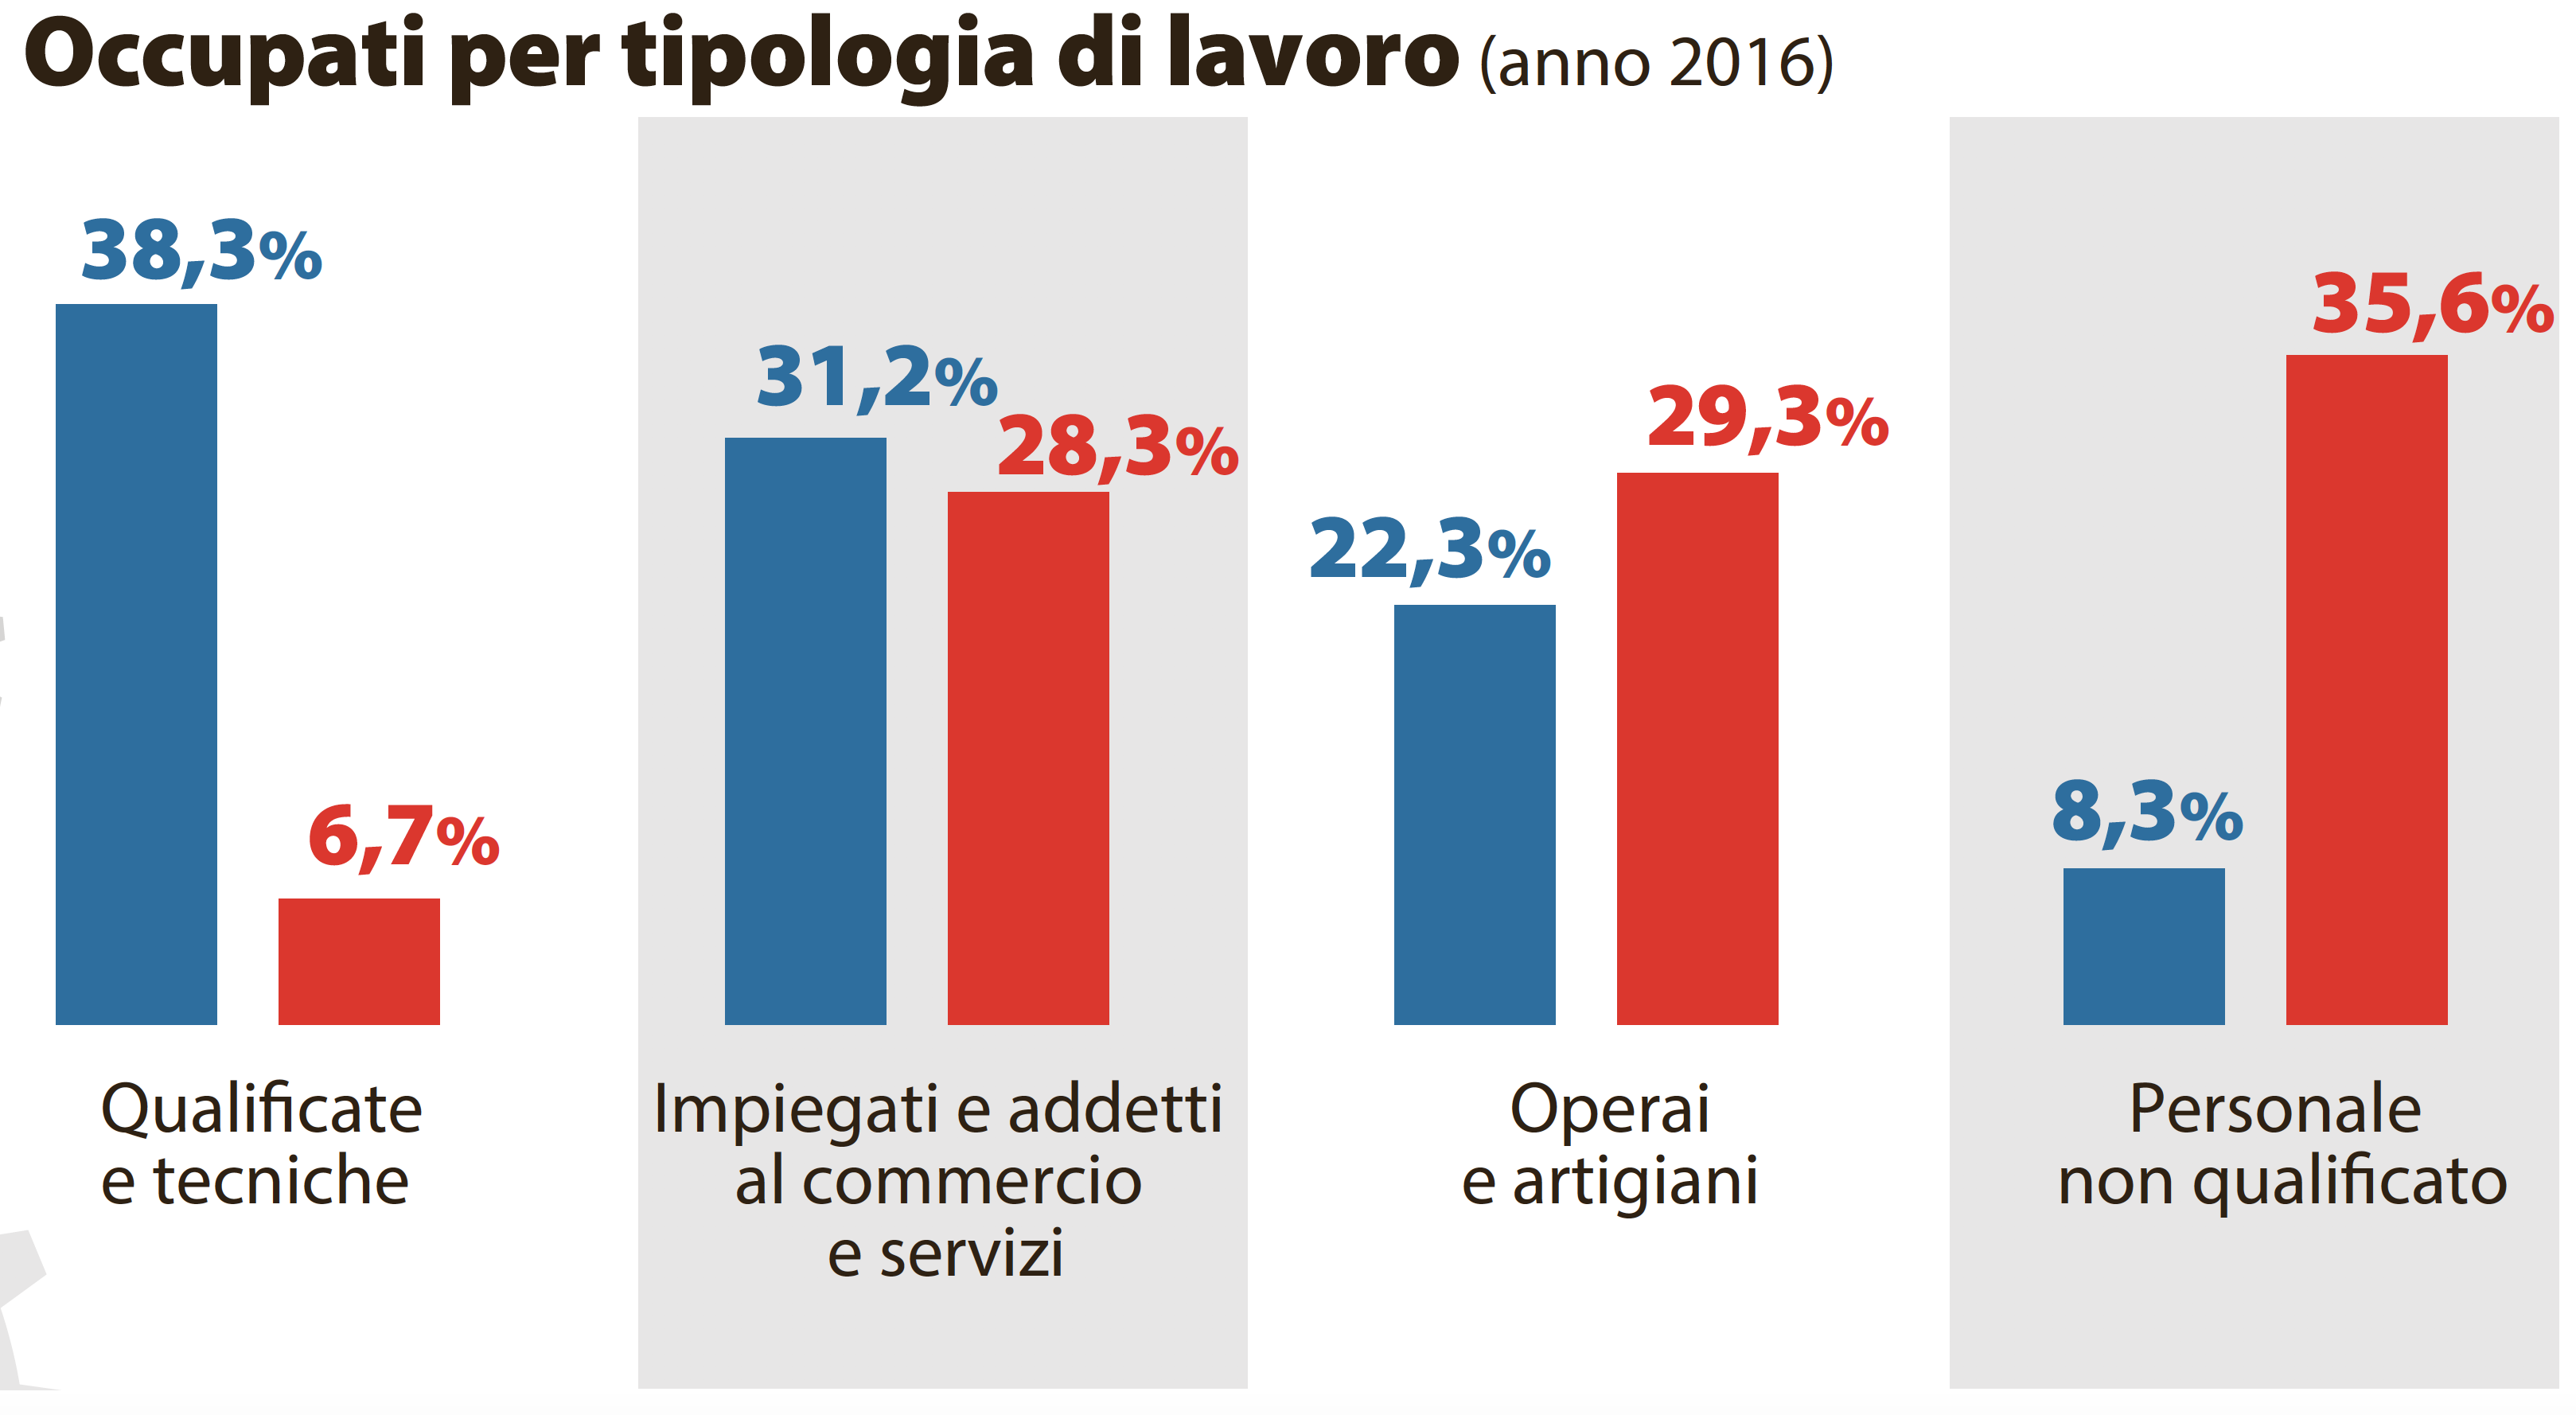 Occupati per tipologia di lavoro (anno 2016)
38,3%
6,7%
Qualificate
e tecniche
31,2%
28,3%
Impiegati e addetti
al commercio
e servizi
22,3%
29,3%
Operai
e artigiani
8,3%
35,6%
Personale
non qualificato